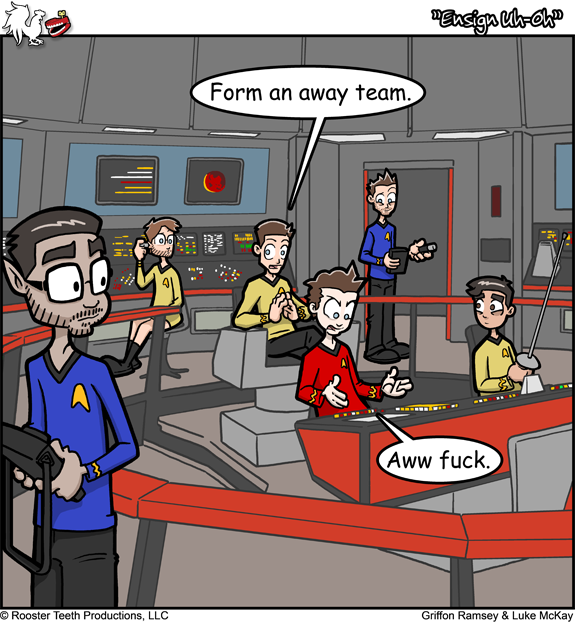 "Ensign Uh-Oh"
Form an away team.
Aww fuck.
© Rooster Teeth Productions, LLC
Griffon Ramsey & Luke McKay